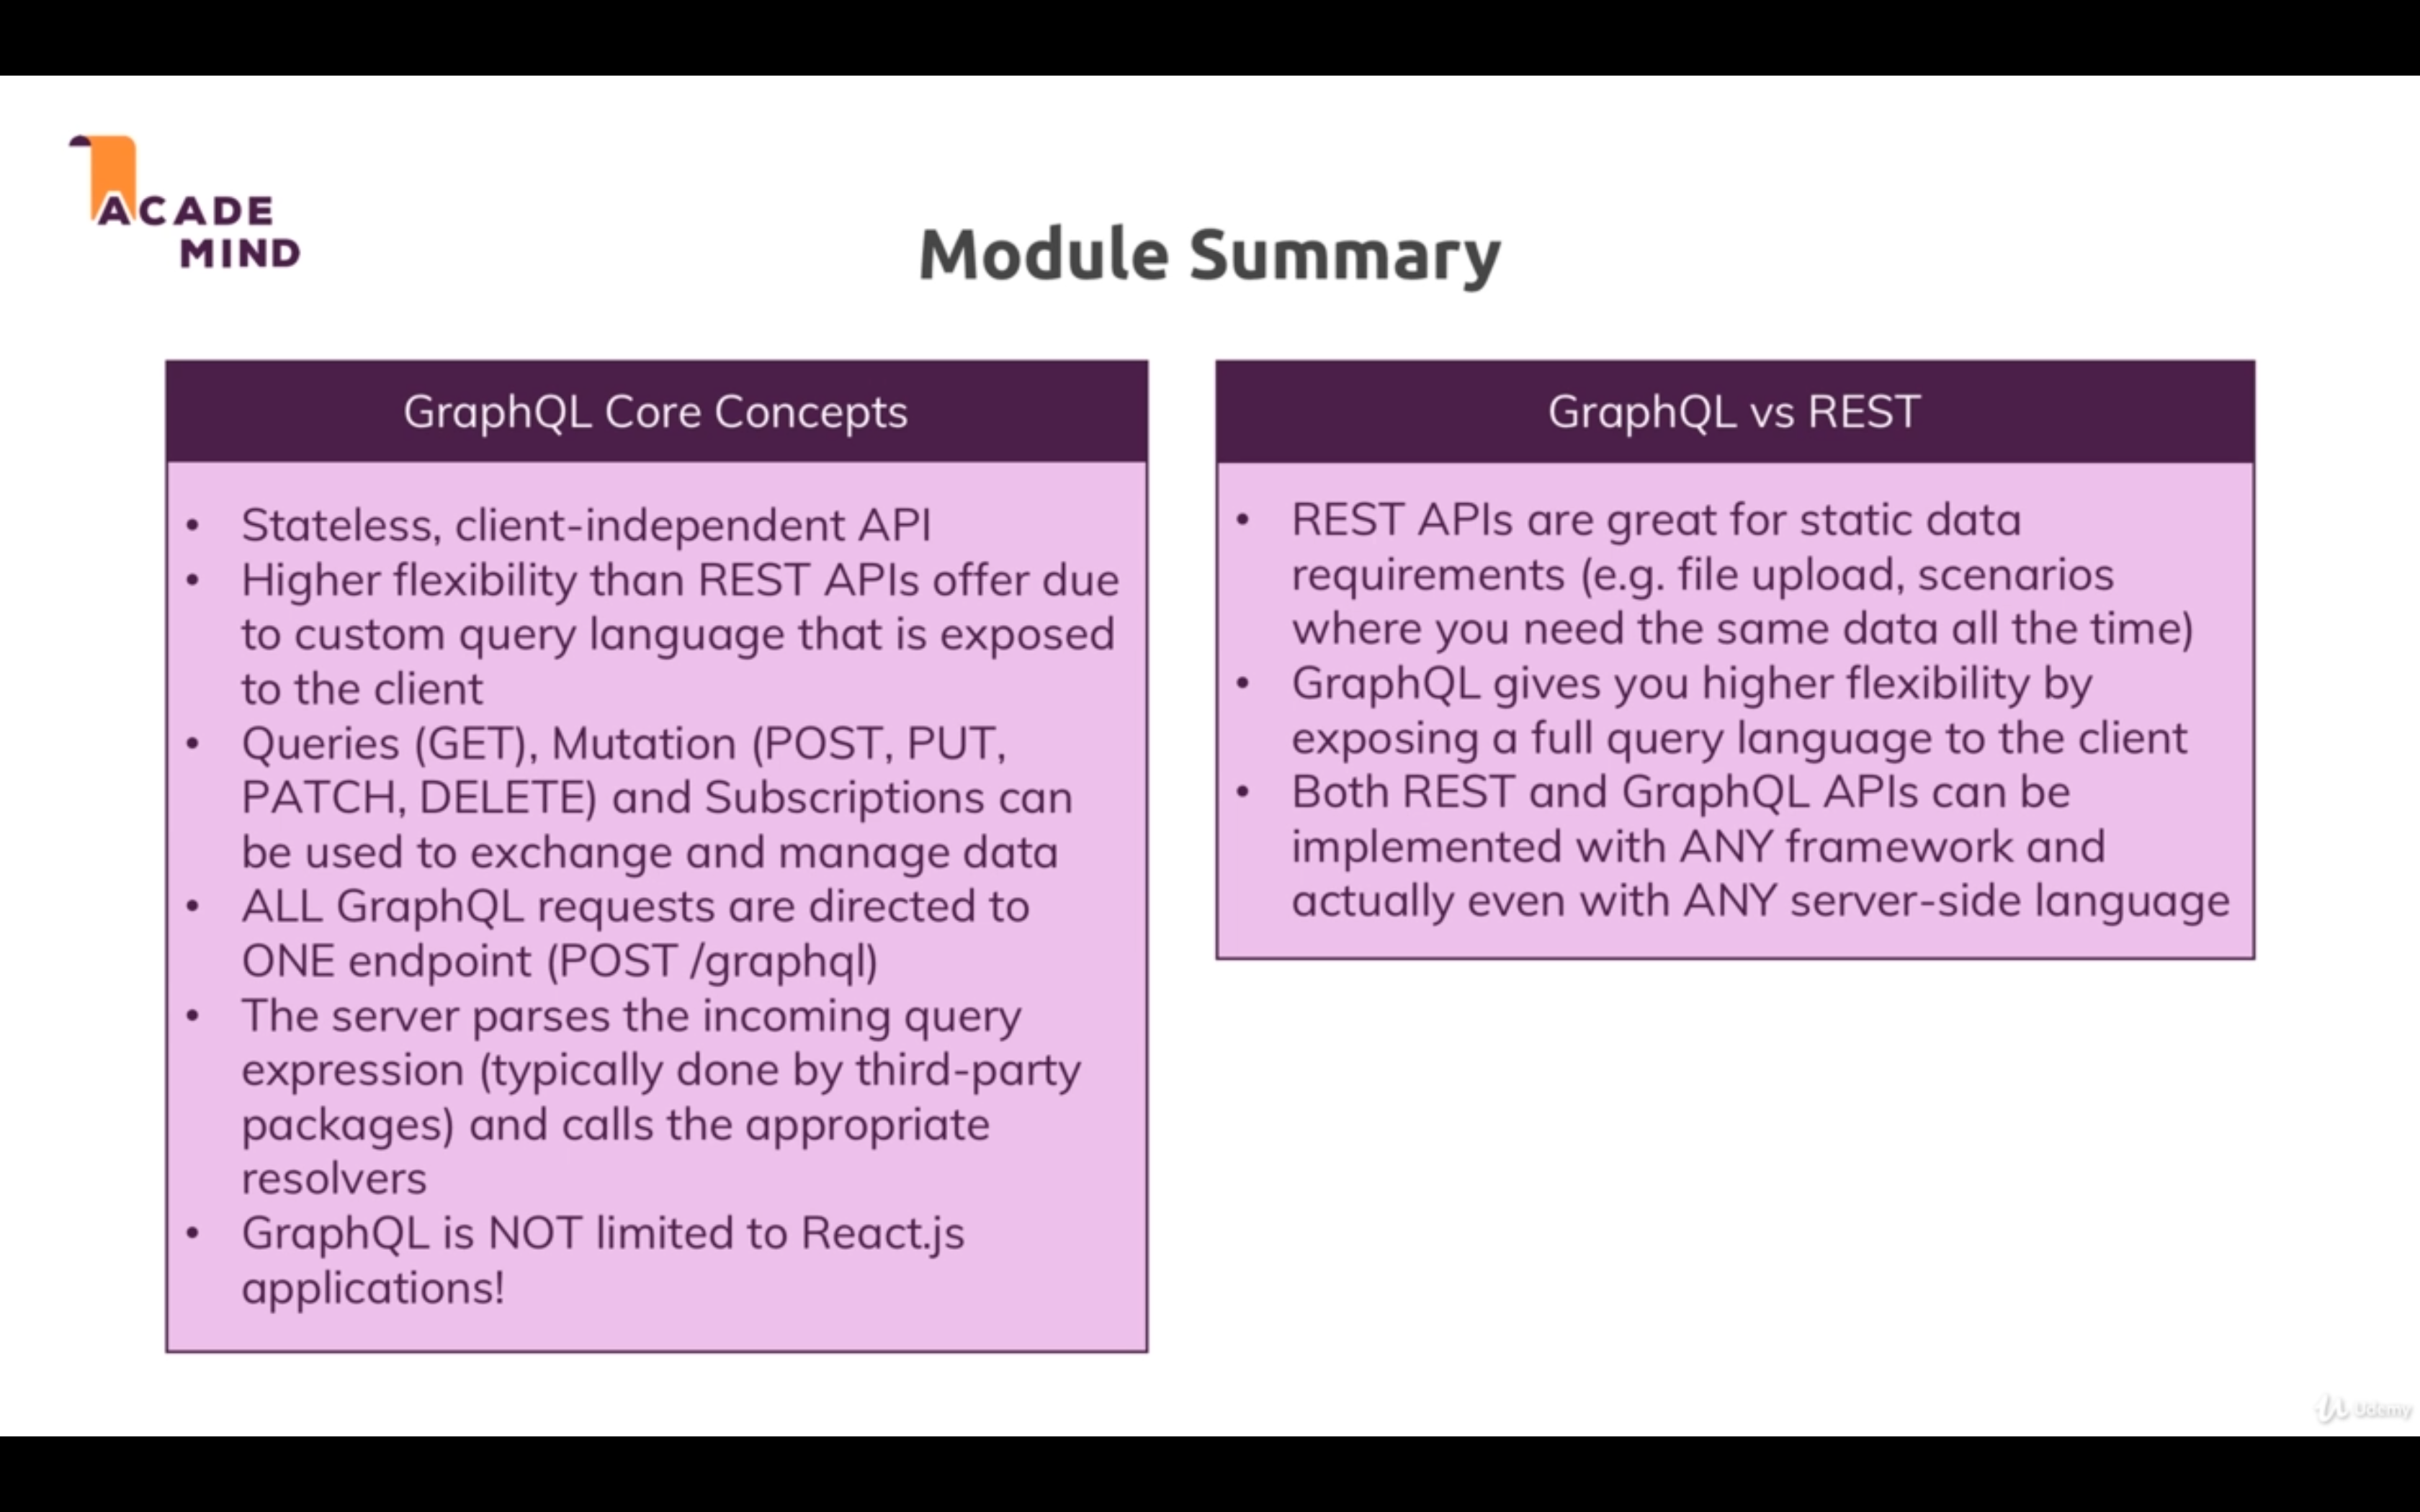 ACADE
MIND
Module Summary
GraphQL Core Concepts
• Stateless, client-independent API
• Higher flexibility than REST APIs offer due
to custom query language that is exposed
to the client
• Queries (GET), Mutation (POST, PUT,
PATCH, DELETE) and Subscriptions can
be used to exchange and manage data
• ALL GraphQL requests are directed to
ONE endpoint (POST /graphql)
• The server parses the incoming query
expression (typically done by third-party
packages) and calls the appropriate
resolvers
• GraphQL is NOT limited to React.js
applications!
GraphQL vs REST
• REST APIs are great for static data
requirements (e.g. file upload, scenarios
where you need the same data all the time)
• GraphQL gives you higher flexibility by
exposing a full query language to the client
• Both REST and GraphQL APIs can be
implemented with ANY framework and
actually even with ANY server-side language
Udemy